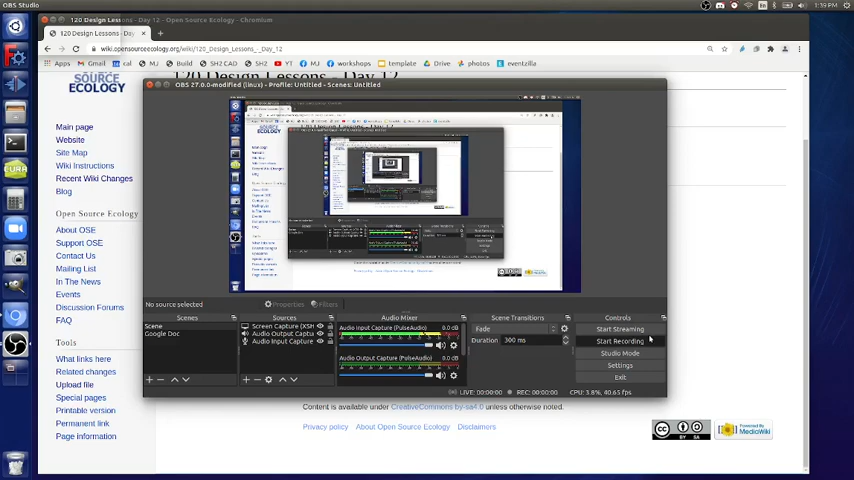 OBS Studio
1:39 PM
120 Design Lessons - Day 12 - Open Source Ecology - Chromium
120 Design Lessons - Day
wiki.opensourceecology.org/wiki/120_Design_Lessons_-_Day_12
Apps
Gmail
cal
MJ
Build
SH2 CAD
SH2
YT
MJ
workshops
template
Drive
photos
eventzilla
SOURCE
ECOLOGY
120 Design Lessons - Day 12
Main page
Website
Site Map
Wiki Instructions
Recent Wiki Changes
Blog
Open Source Ecology
About OSE
Support OSE
Contact Us
Mailing List
In The News
Events
Discussion Forums
FAQ
Tools
What links here
Related changes
Upload file
Special pages
Printable version
Permanent link
Page information
OBS 27.0.0-modified (linux) - Profile: Untitled - Scenes: Untitled
No source selected
Properties
Filters
Scenes
Scene
Google Doc
Sources
Screen Capture (XSH
Audio Output Captu
Audio Input Capture
Audio Mixer
Audio Input Capture (PulseAudio)
0.0 dB
Audio Output Capture (PulseAudio)
0.0 dB
Scene Transitions
Fade
Duration
300 ms
Controls
Start Streaming
Start Recording
Studio Mode
Settings
Exit
LIVE: 00:00:00
REC: 00:00:00
CPU: 3.8%, 40.65 fps
Content is available under CreativeCommons by-sa4.0 unless otherwise noted.
Privacy policy
About Open Source Ecology
Disclaimers
CC
BY SA
Powered By
MediaWiki